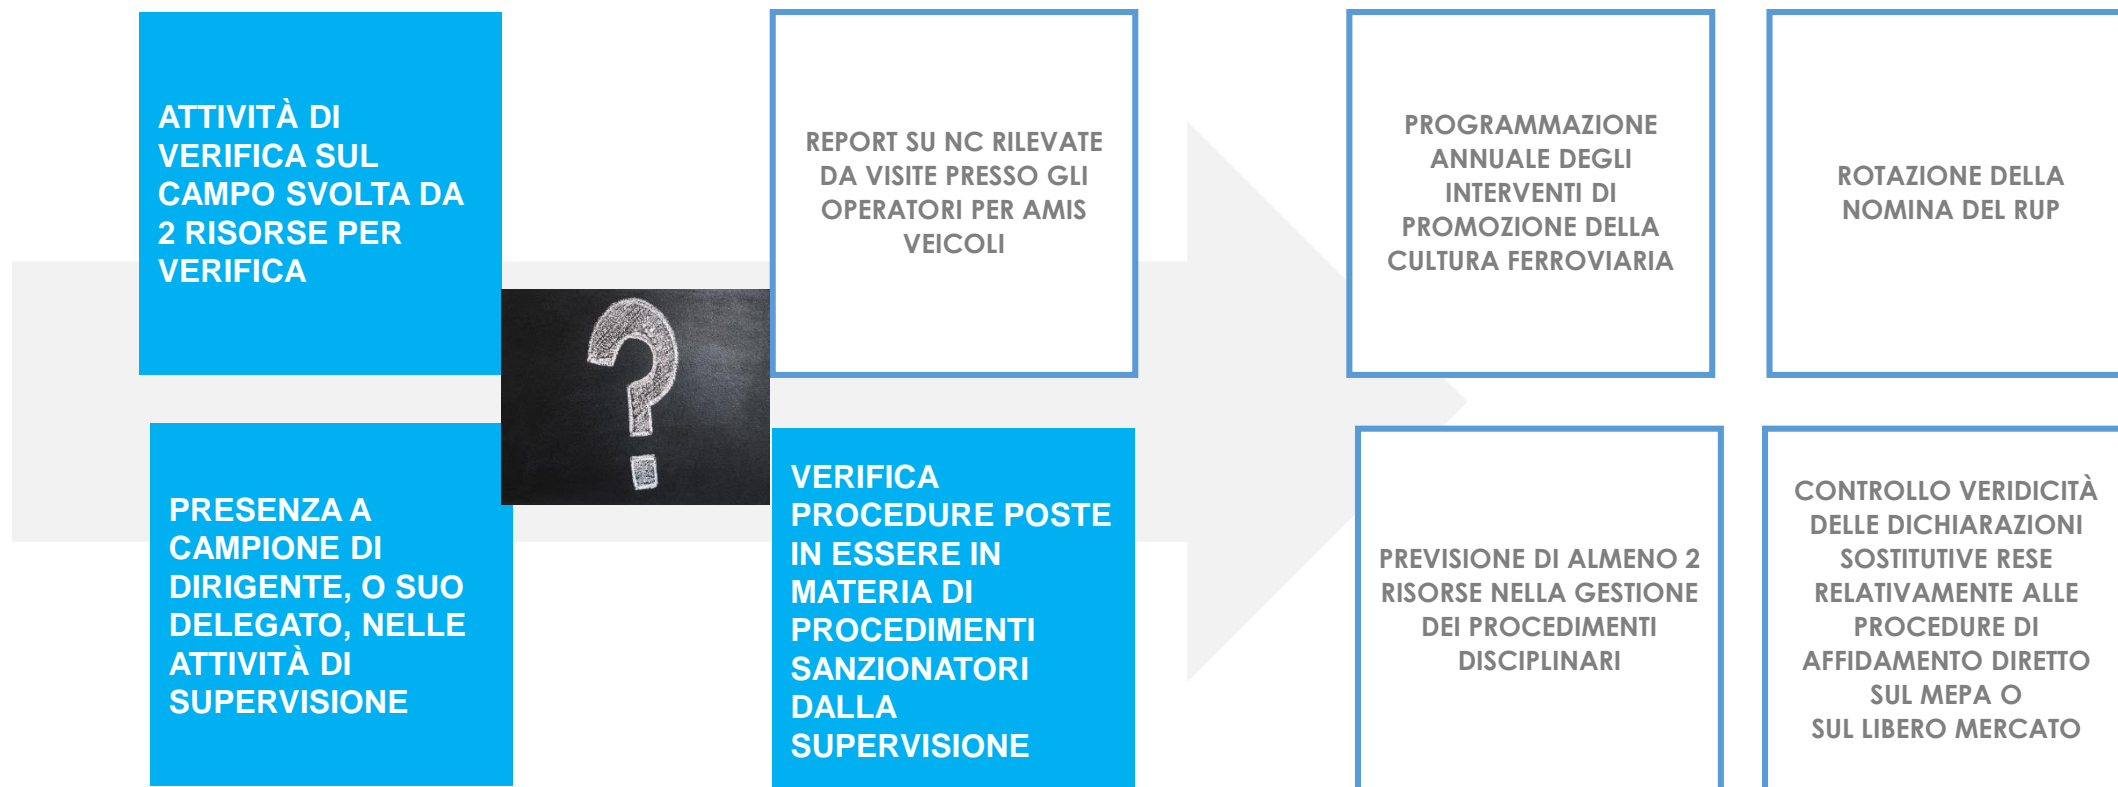 ATTIVITÀ DI
VERIFICA SUL
CAMPO SVOLTA DA
2 RISORSE PER
VERIFICA
REPORT SU NC RILEVATE
DA VISITE PRESSO GLI
OPERATORI PER AMIS
VEICOLI
PROGRAMMAZIONE
ANNUALE DEGLI
INTERVENTI DI
PROMOZIONE DELLA
CULTURA FERROVIARIA
ROTAZIONE DELLA
NOMINA DEL RUP
PRESENZA A
CAMPIONE DI
DIRIGENTE, O SUO
DELEGATO, NELLE
ATTIVITÀ DI
SUPERVISIONE
?
VERIFICA
PROCEDURE POSTE
IN ESSERE IN
MATERIA DI
PROCEDIMENTI
SANZIONATORI
DALLA
SUPERVISIONE
PREVISIONE DI ALMENO 2
RISORSE NELLA GESTIONE
DEI PROCEDIMENTI
DISCIPLINARI
CONTROLLO VERIDICITÀ
DELLE DICHIARAZIONI
SOSTITUTIVE RESE
RELATIVAMENTE ALLE
PROCEDURE DI
AFFIDAMENTO DIRETTO
SUL MEPA O
SUL LIBERO MERCATO